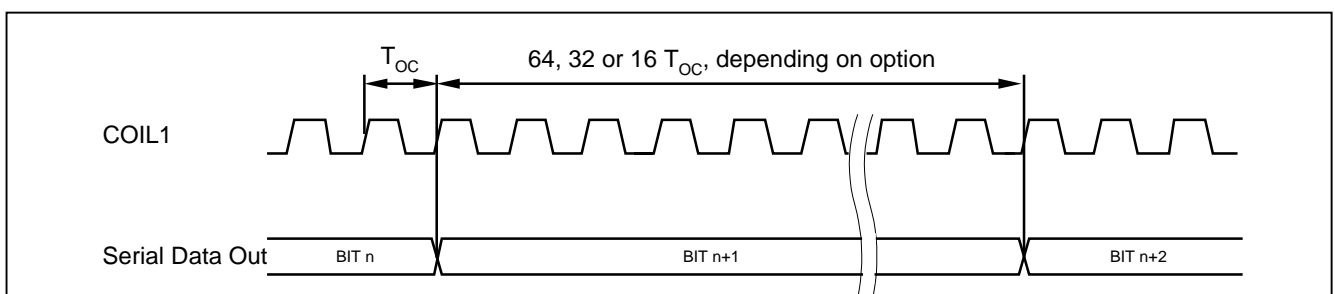 T_OC 64, 32 or 16 T_OC, depending on option
COIL1
Serial Data Out BIT n BIT n+1 BIT n+2